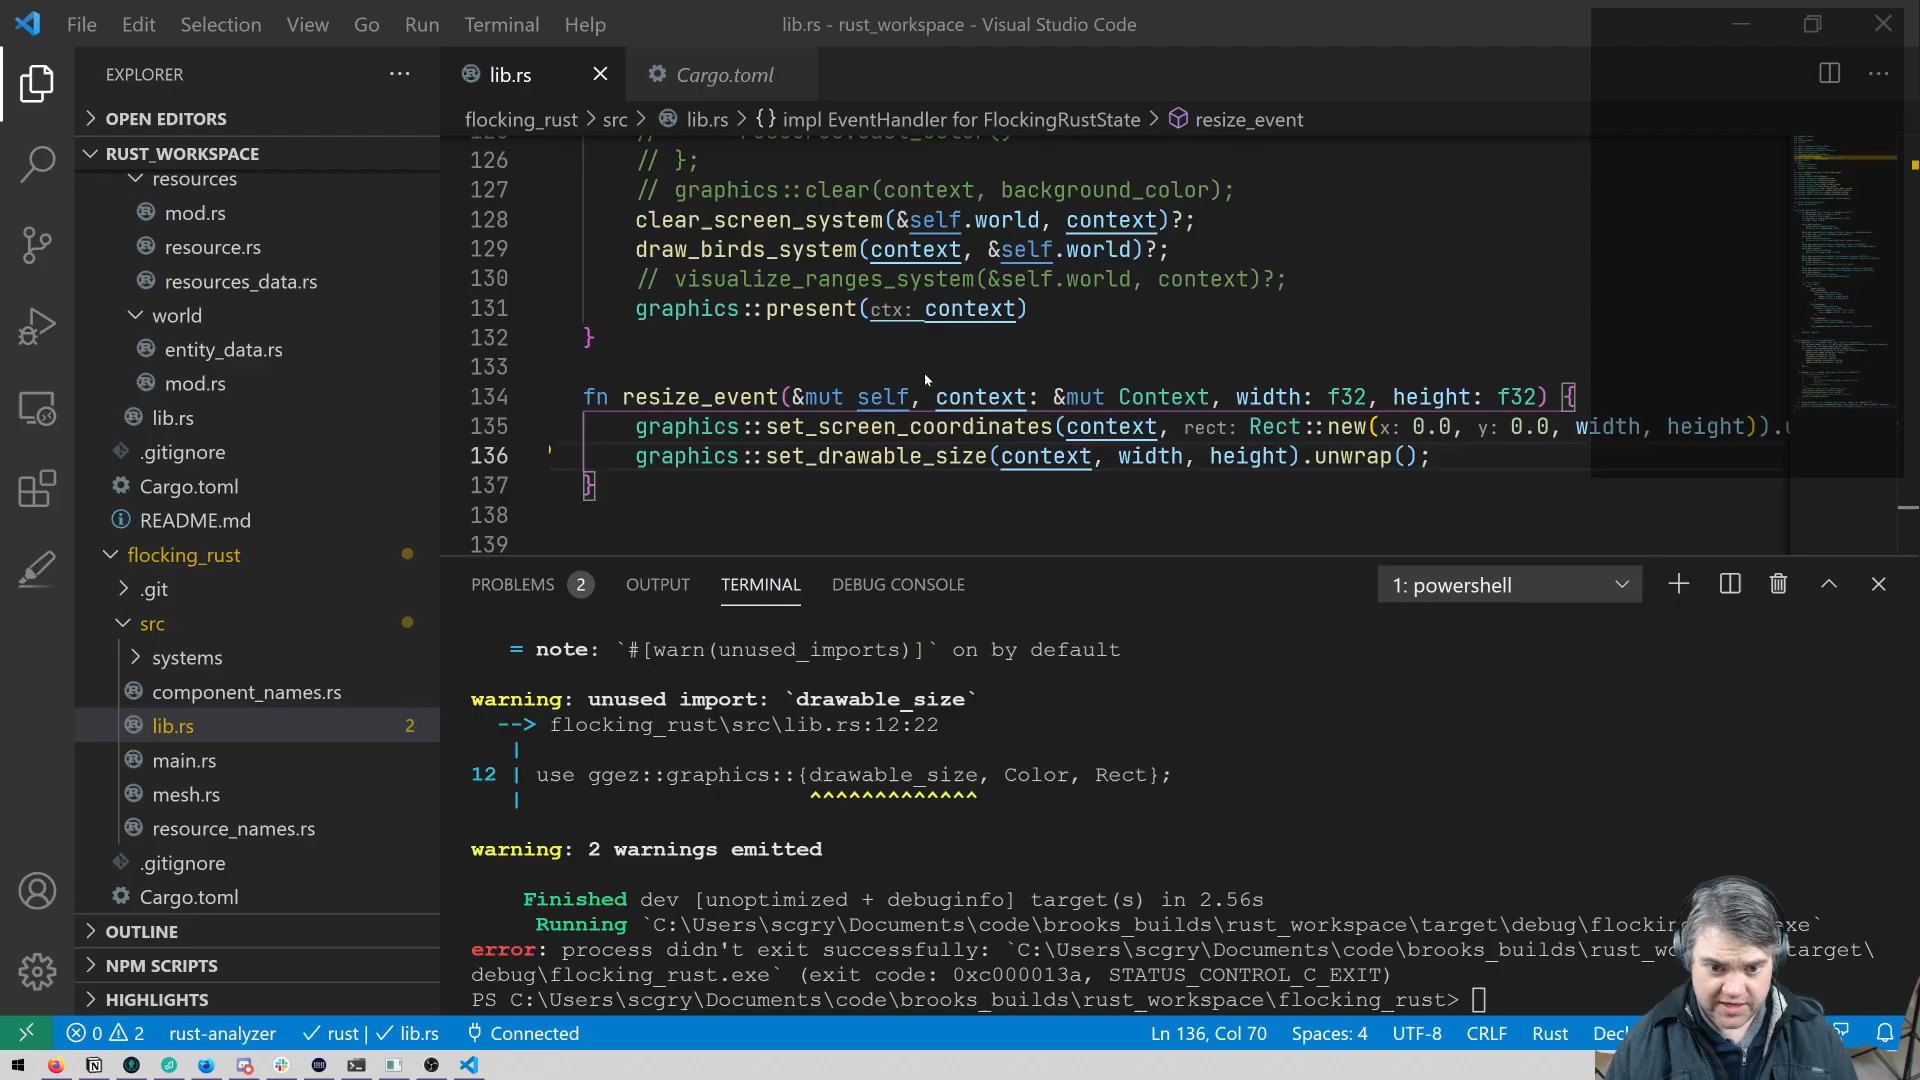 File Edit Selection View Go Run Terminal Help
lib.rs - rust_workspace - Visual Studio Code
EXPLORER
OPEN EDITORS
RUST_WORKSPACE
resources
mod.rs
resource.rs
resources_data.rs
world
entity_data.rs
mod.rs
lib.rs
.gitignore
Cargo.toml
README.md
flocking_rust
.git
src
systems
component_names.rs
lib.rs 2
main.rs
mesh.rs
resource_names.rs
.gitignore
Cargo.toml
OUTLINE
NPM SCRIPTS
HIGHLIGHTS
lib.rs
Cargo.toml
flocking_rust > src > lib.rs > {} impl EventHandler for FlockingRustState > resize_event
126 // };
127 // graphics::clear(context, background_color);
128 clear_screen_system(&self.world, context)?;
129 draw_birds_system(context, &self.world)?;
130 // visualize_ranges_system(&self.world, context)?;
131 graphics::present(ctx: context)
132 }
133
134 fn resize_event(&mut self, context: &mut Context, width: f32, height: f32) {
135 graphics::set_screen_coordinates(context, rect: Rect::new(x: 0.0, y: 0.0, width, height)).
136 graphics::set_drawable_size(context, width, height).unwrap();
137 }
138
139
PROBLEMS 2 OUTPUT TERMINAL DEBUG CONSOLE
1: powershell
= note: `#[warn(unused_imports)]` on by default
warning: unused import: `drawable_size`
--> flocking_rust\src\lib.rs:12:22
|
12 | use ggez::graphics::{drawable_size, Color, Rect};
| ^^^^^^^^^^^^^
warning: 2 warnings emitted
Finished dev [unoptimized + debuginfo] target(s) in 2.56s
Running `C:\Users\scgry\Documents\code\brooks_builds\rust_workspace\target\debug\flocking .exe`
error: process didn't exit successfully: `C:\Users\scgry\Documents\code\brooks_builds\rust_wo target\
debug\flocking_rust.exe` (exit code: 0xc000013a, STATUS_CONTROL_C_EXIT)
PS C:\Users\scgry\Documents\code\brooks_builds\rust_workspace\flocking_rust>
0 2 rust-analyzer rust | lib.rs Connected
Ln 136, Col 70 Spaces: 4 UTF-8 CRLF Rust